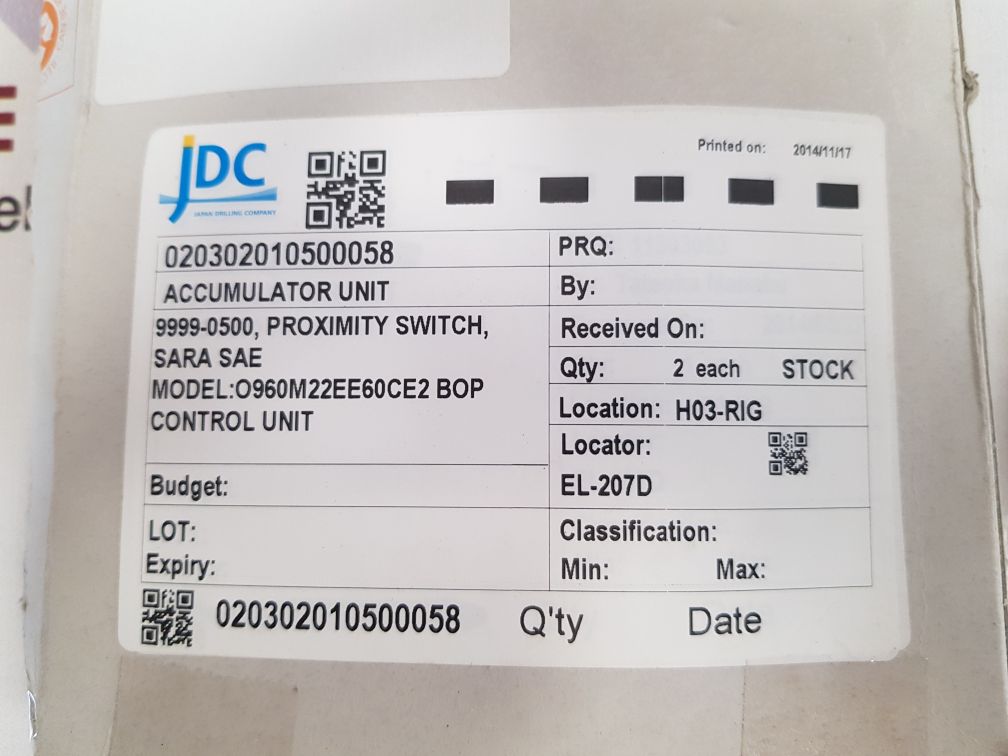 JDC
JAPAN DRILLING COMPANY
Printed on: 2014/11/17
020302010500058
ACCUMULATOR UNIT
9999-0500, PROXIMITY SWITCH,
SARA SAE
MODEL:O960M22EE60CE2 BOP
CONTROL UNIT
Budget:
LOT:
Expiry:
PRQ:
By:
Received On:
Qty: 2 each STOCK
Location: H03-RIG
Locator:
EL-207D
Classification:
Min: Max:
020302010500058 Q'ty Date